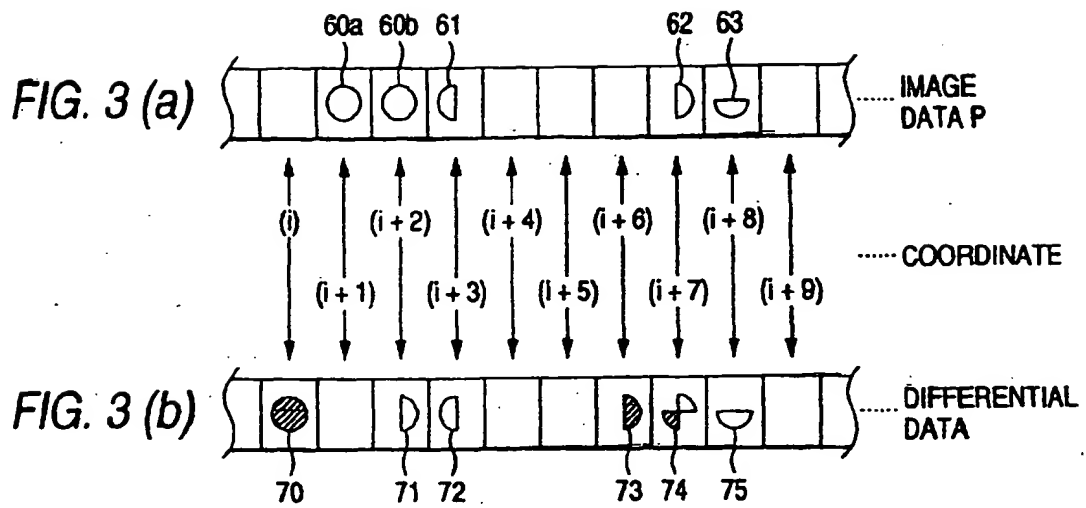 60a 60b 61 62 63
FIG. 3 (a)
IMAGE
DATA P
(i) (i + 2) (i + 4) (i + 6) (i + 8)
COORDINATE
(i + 1) (i + 3) (i + 5) (i + 7) (i + 9)
FIG. 3 (b)
DIFFERENTIAL
DATA
70 71 72 73 74 75